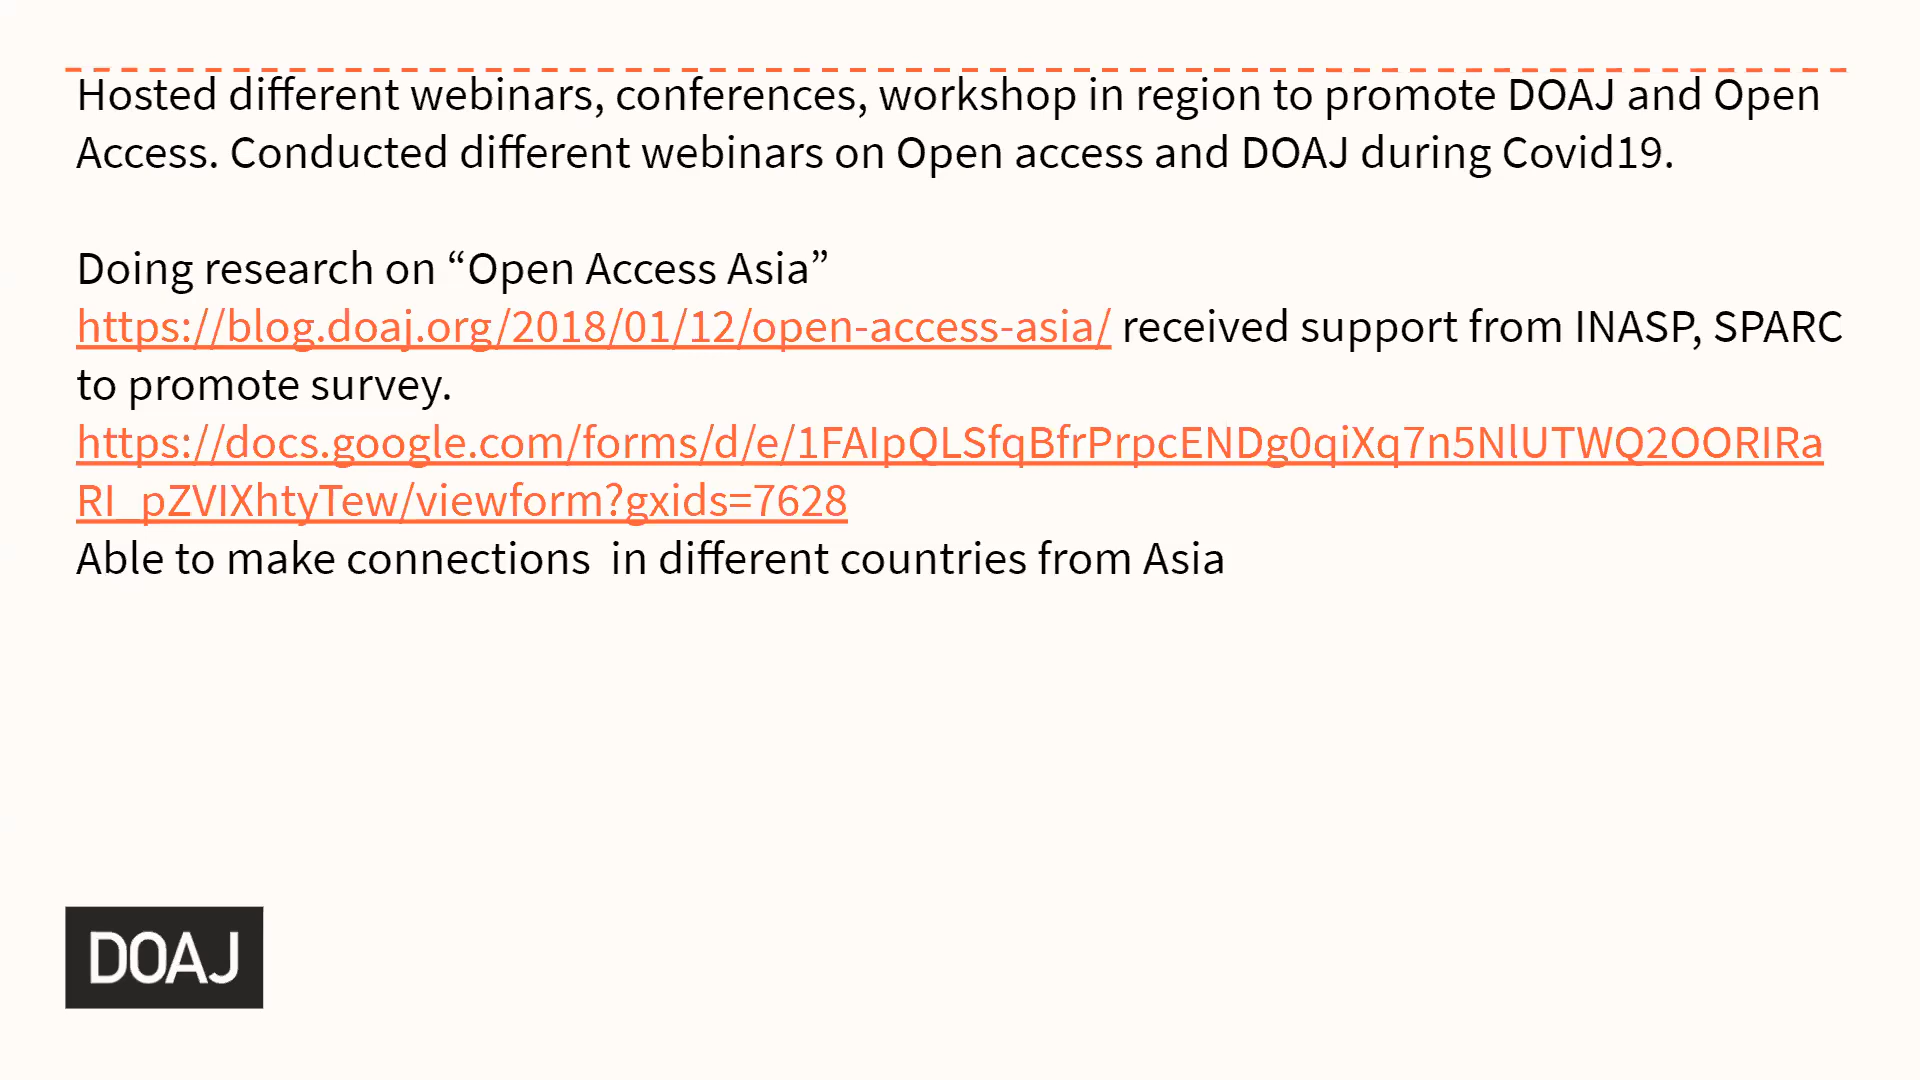 Hosted different webinars, conferences, workshop in region to promote DOAJ and Open
Access. Conducted different webinars on Open access and DOAJ during Covid19.
Doing research on “Open Access Asia”
https://blog.doaj.org/2018/01/12/open-access-asia/ received support from INASP, SPARC
to promote survey.
https://docs.google.com/forms/d/e/1FAIpQLSfqBfrPrpcENDg0qiXq7n5NlUTWQ2OORIRa
RI_pZVIXhtyTew/viewform?gxids=7628
Able to make connections  in different countries from Asia
DOAJ